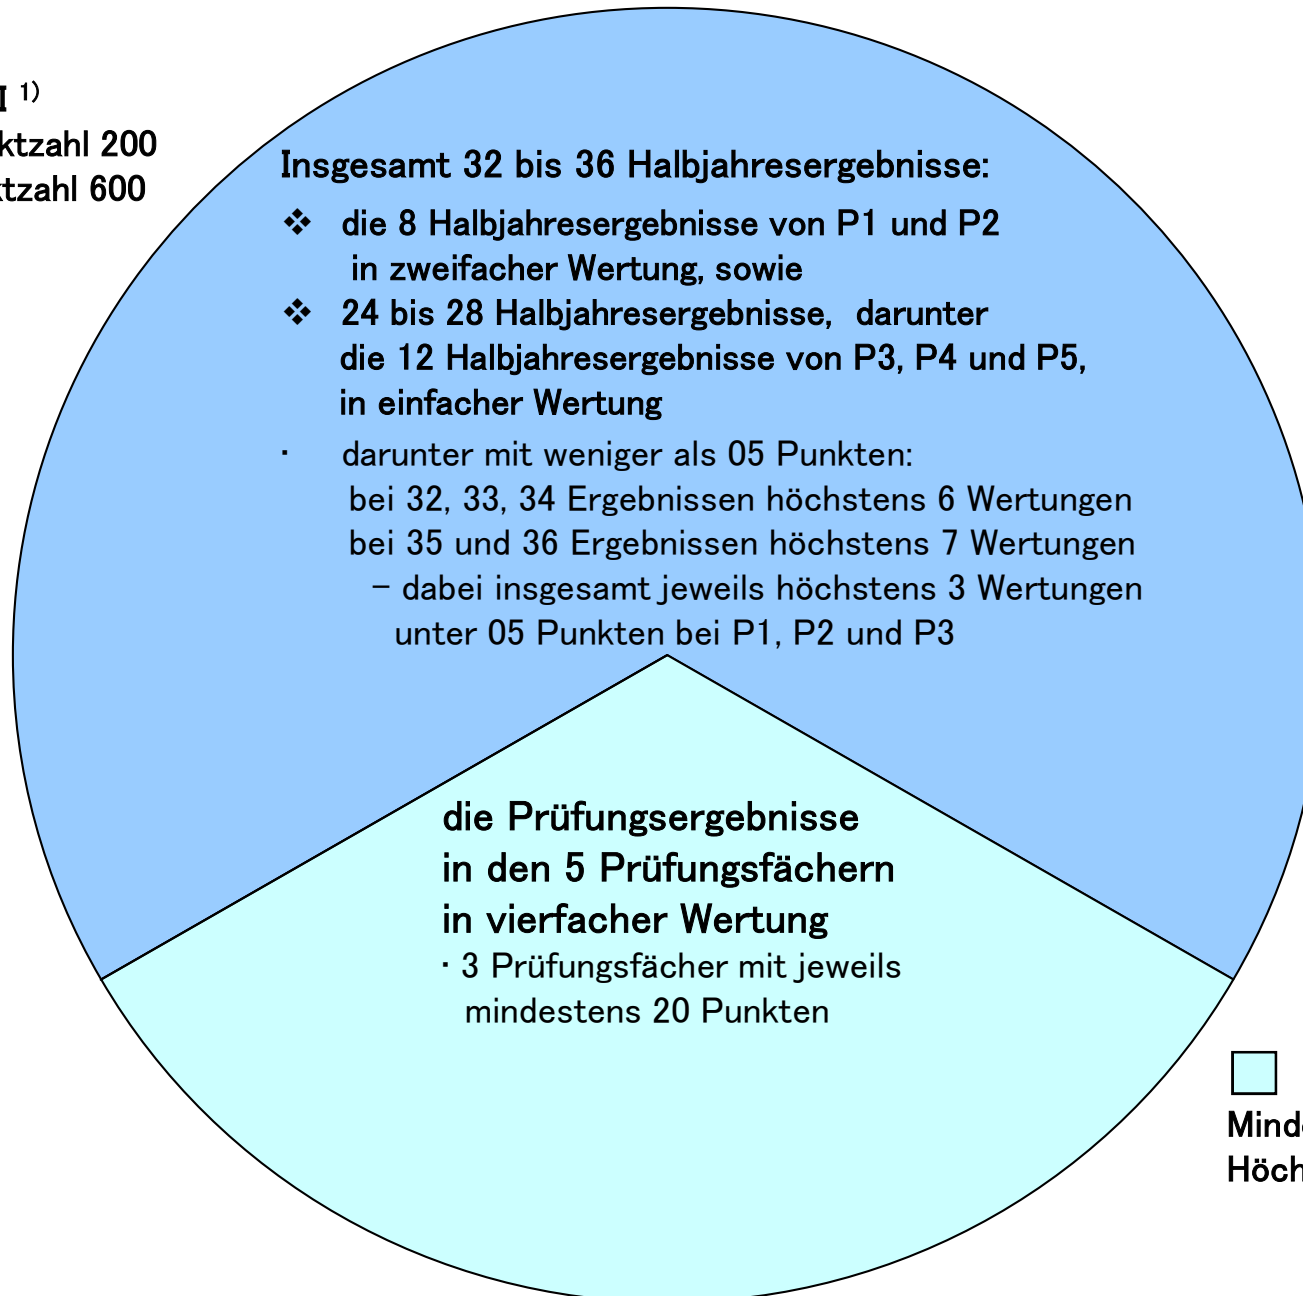 I 1)
ktzahl 200
ktzahl 600
Insgesamt 32 bis 36 Halbjahresergebnisse:
❖ die 8 Halbjahresergebnisse von P1 und P2
in zweifacher Wertung, sowie
❖ 24 bis 28 Halbjahresergebnisse, darunter
die 12 Halbjahresergebnisse von P3, P4 und P5,
in einfacher Wertung
· darunter mit weniger als 05 Punkten:
bei 32, 33, 34 Ergebnissen höchstens 6 Wertungen
bei 35 und 36 Ergebnissen höchstens 7 Wertungen
– dabei insgesamt jeweils höchstens 3 Wertungen
unter 05 Punkten bei P1, P2 und P3
die Prüfungsergebnisse
in den 5 Prüfungsfächern
in vierfacher Wertung
· 3 Prüfungsfächer mit jeweils
mindestens 20 Punkten
Mind
Höch